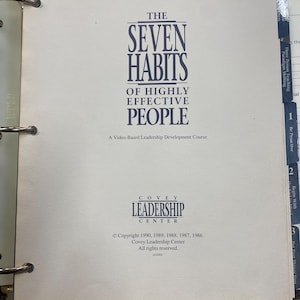 THE
SEVEN
HABITS
OF HIGHLY
EFFECTIVE
PEOPLE
A Video-Based Leadership Development Course
COVEY
LEADERSHIP
CENTER
© Copyright 1990, 1989, 1988, 1987, 1986.
Covey Leadership Center
All rights reserved.
1
2
3